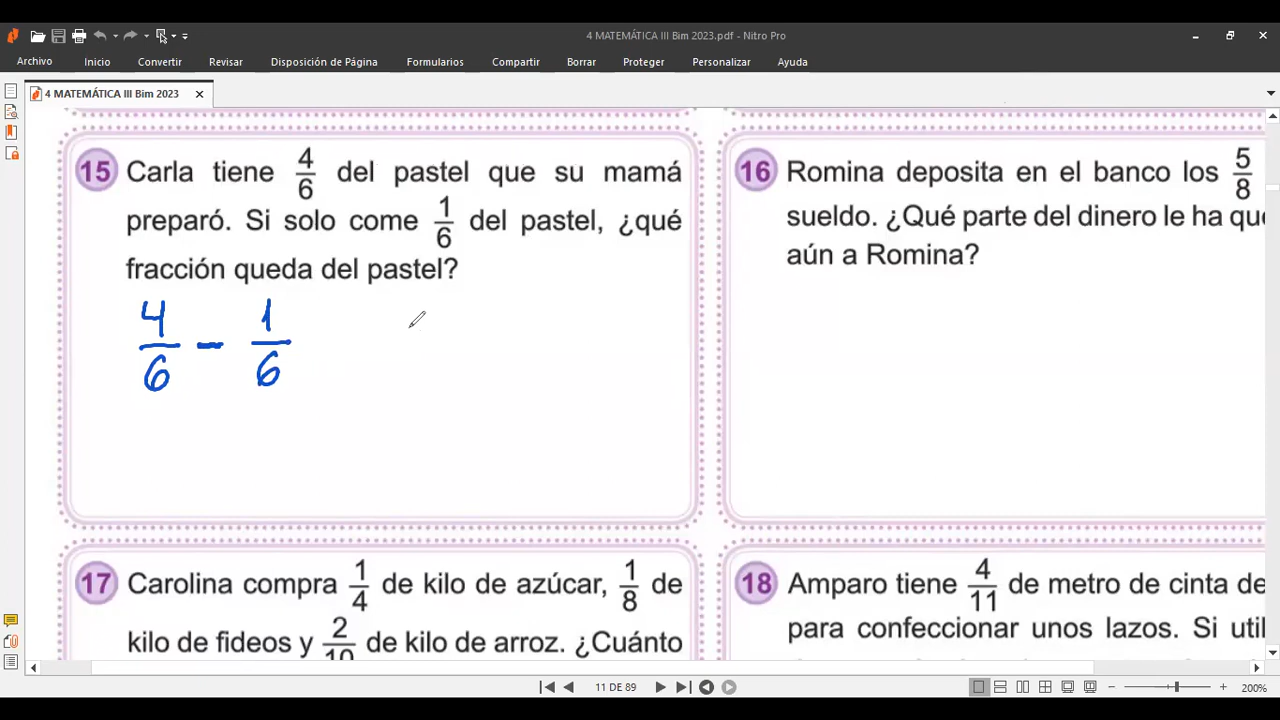 4 MATEMÁTICA III Bim 2023.pdf - Nitro Pro
Archivo Inicio Convertir Revisar Disposición de Página Formularios Compartir Borrar Proteger Personalizar Ayuda
4 MATEMÁTICA III Bim 2023
15 Carla tiene 4/6 del pastel que su mamá
preparó. Si solo come 1/6 del pastel, ¿qué
fracción queda del pastel?
4/6 - 1/6
16 Romina deposita en el banco los 5/8
sueldo. ¿Qué parte del dinero le ha
aún a Romina?
17 Carolina compra 1/4 de kilo de azúcar, 1/8 de
kilo de fideos y 2/10 de kilo de arroz. ¿Cuánto
18 Amparo tiene 4/11 de metro de cinta
para confeccionar unos lazos. Si
11 DE 89
200%